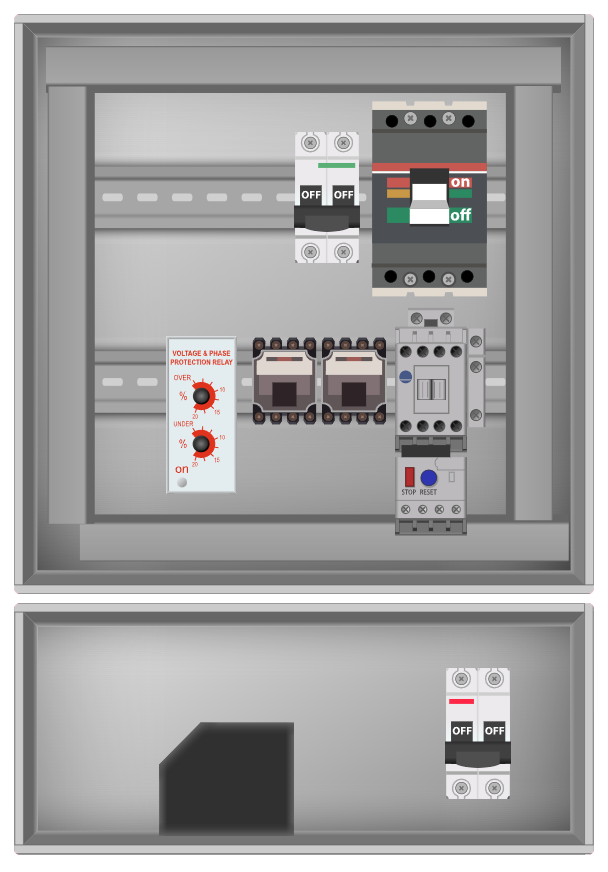 OFF OFF
on
off
VOLTAGE & PHASE
PROTECTION RELAY
OVER
%
10
15
20
UNDER
%
10
15
20
on
STOP RESET
OFF OFF